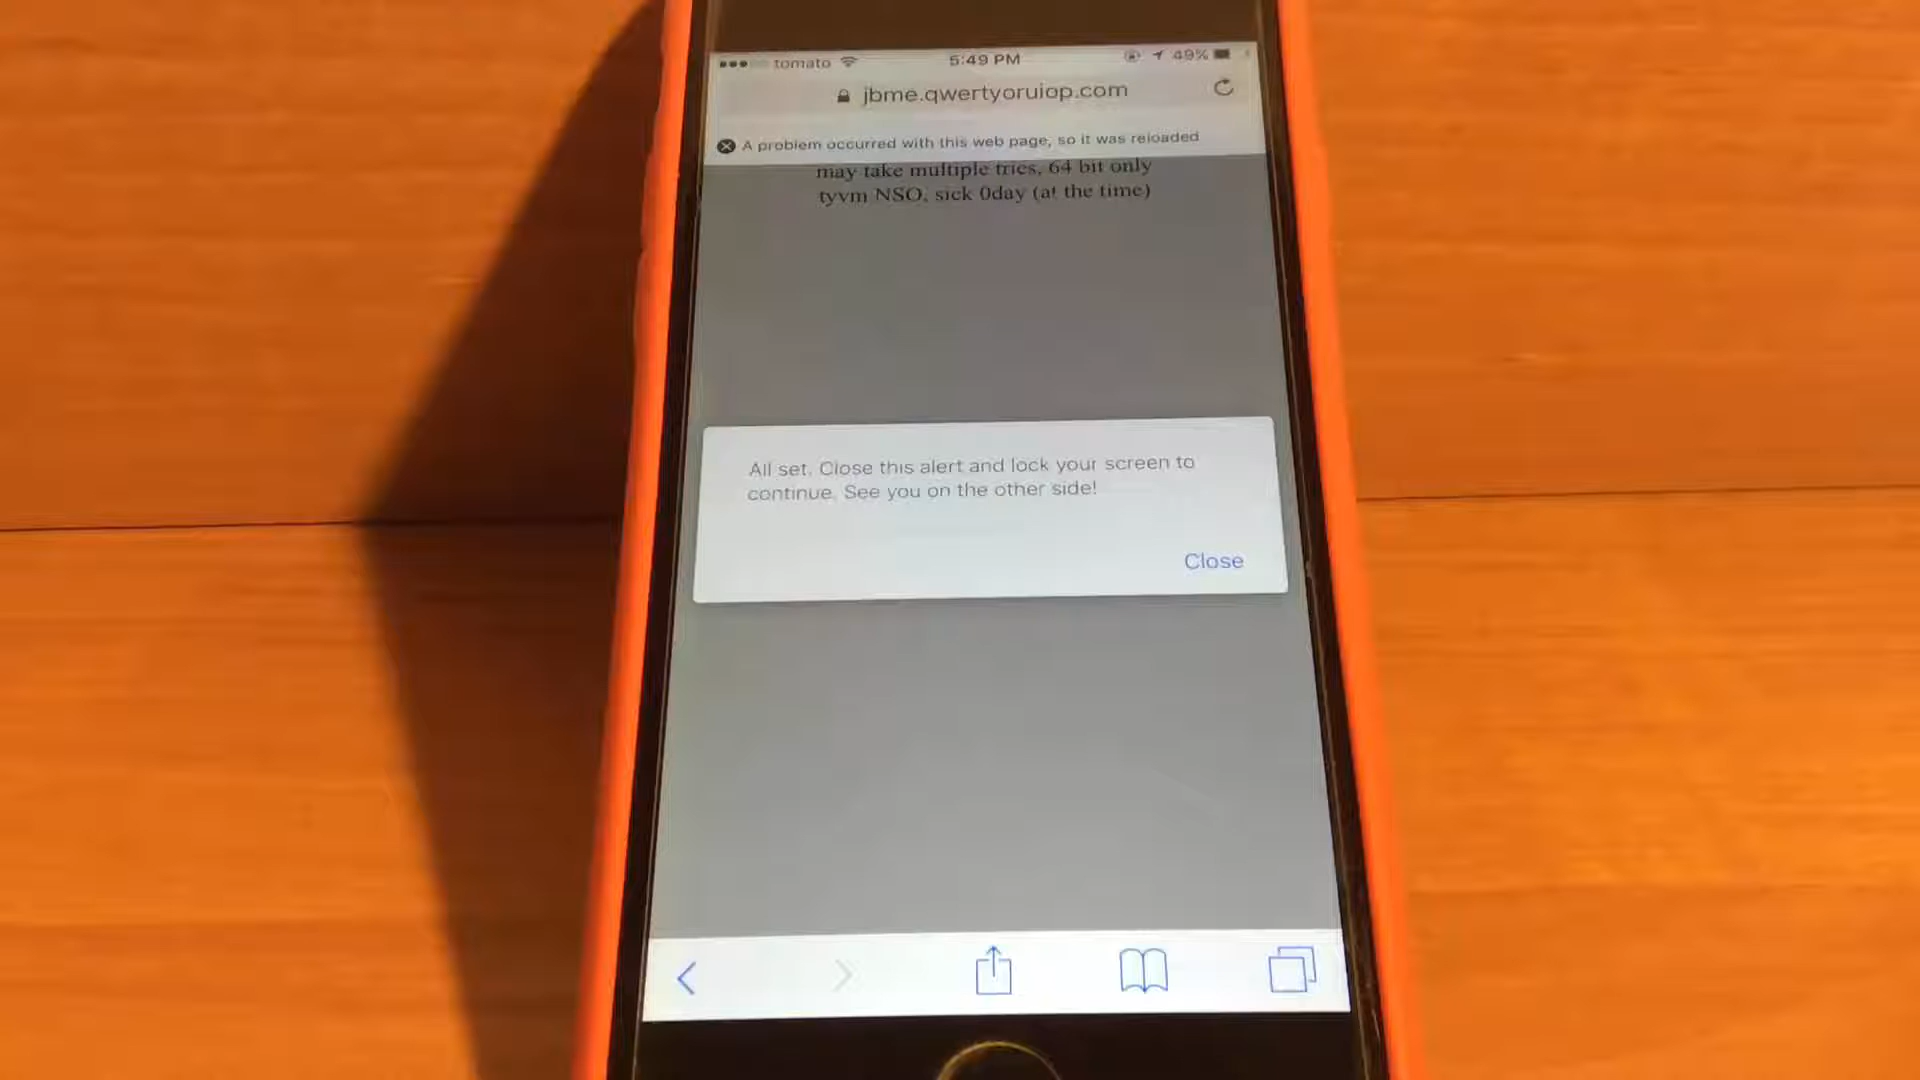 tomato 5:49 PM 49%
jbme.qwertyoruiop.com
A problem occurred with this web page, so it was reloaded
may take multiple tries, 64 bit only
tyvm NSO, sick 0day (at the time)
All set. Close this alert and lock your screen to
continue. See you on the other side!
Close